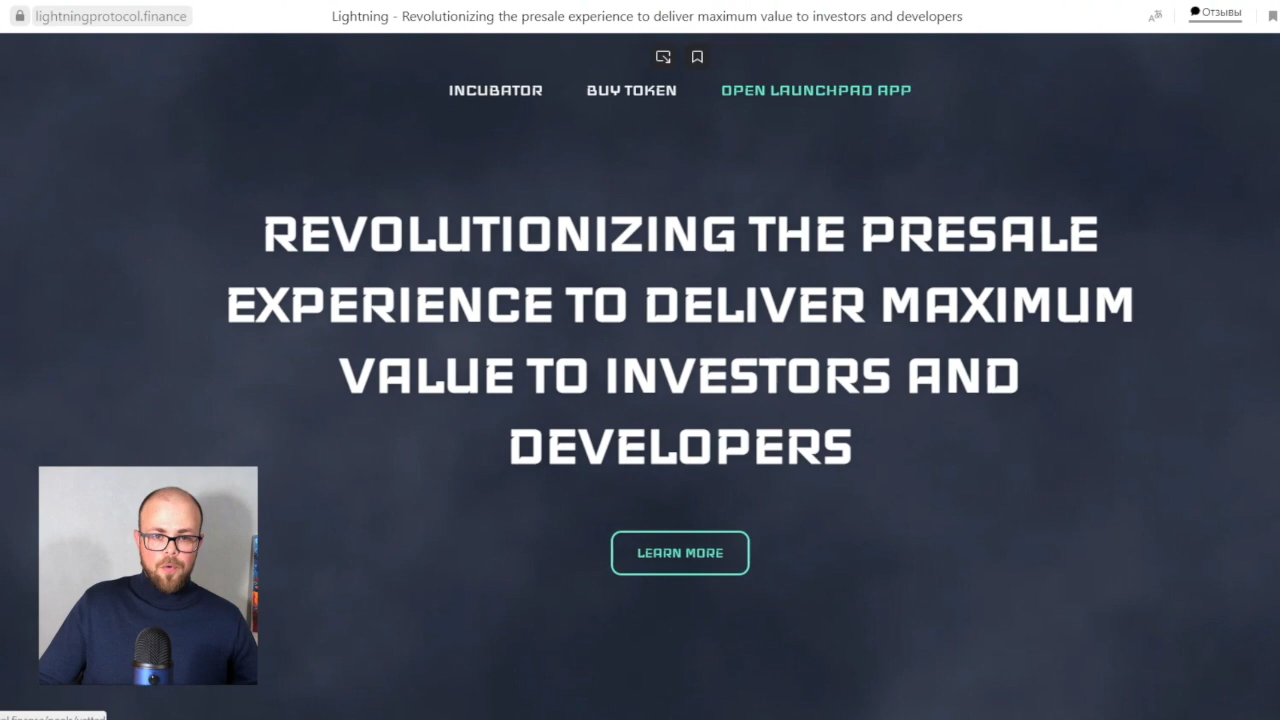 lightningprotocol.finance
Lightning - Revolutionizing the presale experience to deliver maximum value to investors and developers
Отзывы
INCUBATOR
BUY TOKEN
OPEN LAUNCHPAD APP
REVOLUTIONIZING THE PRESALE
EXPERIENCE TO DELIVER MAXIMUM
VALUE TO INVESTORS AND
DEVELOPERS
LEARN MORE